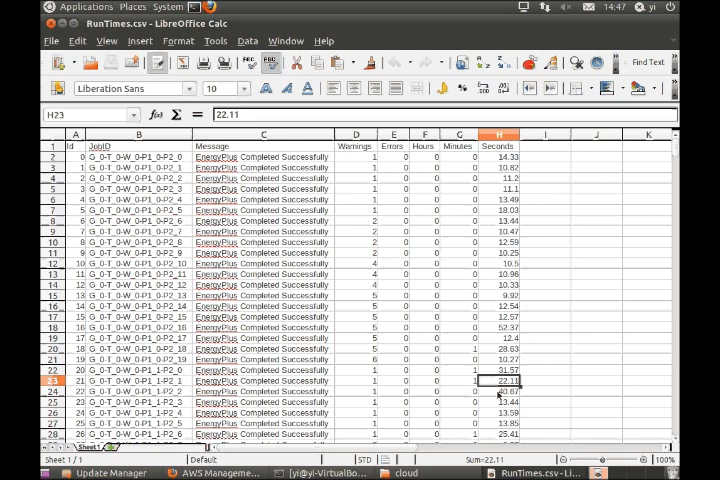 Applications Places System 14:47 yi
RunTimes.csv - LibreOffice Calc
File Edit View Insert Format Tools Data Window Help
Find Text
Liberation Sans 10
H23 22.11
A B C D E F G H I J K
1 Id JobID Message Warnings Errors Hours Minutes Seconds
2 0 G_0-T_0-W_0-P1_0-P2_0 EnergyPlus Completed Successfully 1 0 0 0 14.33
3 1 G_0-T_0-W_0-P1_0-P2_1 EnergyPlus Completed Successfully 1 0 0 0 10.82
4 2 G_0-T_0-W_0-P1_0-P2_2 EnergyPlus Completed Successfully 1 0 0 0 11.2
5 3 G_0-T_0-W_0-P1_0-P2_3 EnergyPlus Completed Successfully 1 0 0 0 11.1
6 4 G_0-T_0-W_0-P1_0-P2_4 EnergyPlus Completed Successfully 1 0 0 0 13.49
7 5 G_0-T_0-W_0-P1_0-P2_5 EnergyPlus Completed Successfully 1 0 0 0 18.03
8 6 G_0-T_0-W_0-P1_0-P2_6 EnergyPlus Completed Successfully 2 0 0 0 13.44
9 7 G_0-T_0-W_0-P1_0-P2_7 EnergyPlus Completed Successfully 2 0 0 0 10.47
10 8 G_0-T_0-W_0-P1_0-P2_8 EnergyPlus Completed Successfully 2 0 0 0 12.59
11 9 G_0-T_0-W_0-P1_0-P2_9 EnergyPlus Completed Successfully 2 0 0 0 10.25
12 10 G_0-T_0-W_0-P1_0-P2_10 EnergyPlus Completed Successfully 4 0 0 0 10.5
13 11 G_0-T_0-W_0-P1_0-P2_11 EnergyPlus Completed Successfully 4 0 0 0 10.96
14 12 G_0-T_0-W_0-P1_0-P2_12 EnergyPlus Completed Successfully 4 0 0 0 10.33
15 13 G_0-T_0-W_0-P1_0-P2_13 EnergyPlus Completed Successfully 5 0 0 0 9.92
16 14 G_0-T_0-W_0-P1_0-P2_14 EnergyPlus Completed Successfully 5 0 0 0 12.54
17 15 G_0-T_0-W_0-P1_0-P2_15 EnergyPlus Completed Successfully 5 0 0 0 12.57
18 16 G_0-T_0-W_0-P1_0-P2_16 EnergyPlus Completed Successfully 5 0 0 0 52.37
19 17 G_0-T_0-W_0-P1_0-P2_17 EnergyPlus Completed Successfully 5 0 0 0 12.4
20 18 G_0-T_0-W_0-P1_0-P2_18 EnergyPlus Completed Successfully 5 0 0 1 28.63
21 19 G_0-T_0-W_0-P1_0-P2_19 EnergyPlus Completed Successfully 6 0 0 0 10.27
22 20 G_0-T_0-W_0-P1_1-P2_0 EnergyPlus Completed Successfully 1 0 0 1 31.57
23 21 G_0-T_0-W_0-P1_1-P2_1 EnergyPlus Completed Successfully 1 0 0 1 22.11
24 22 G_0-T_0-W_0-P1_1-P2_2 EnergyPlus Completed Successfully 1 0 0 0 40.67
25 23 G_0-T_0-W_0-P1_1-P2_3 EnergyPlus Completed Successfully 1 0 0 0 13.44
26 24 G_0-T_0-W_0-P1_1-P2_4 EnergyPlus Completed Successfully 1 0 0 0 13.59
27 25 G_0-T_0-W_0-P1_1-P2_5 EnergyPlus Completed Successfully 1 0 0 0 13.85
28 26 G_0-T_0-W_0-P1_1-P2_6 EnergyPlus Completed Successfully 1 0 0 1 25.41
Sheet1
Sheet 1 / 1 Default STD Sum=22.11 100%
Update Manager AWS Manageme... [yi@yi-VirtualBo... cloud RunTimes.csv - Li...